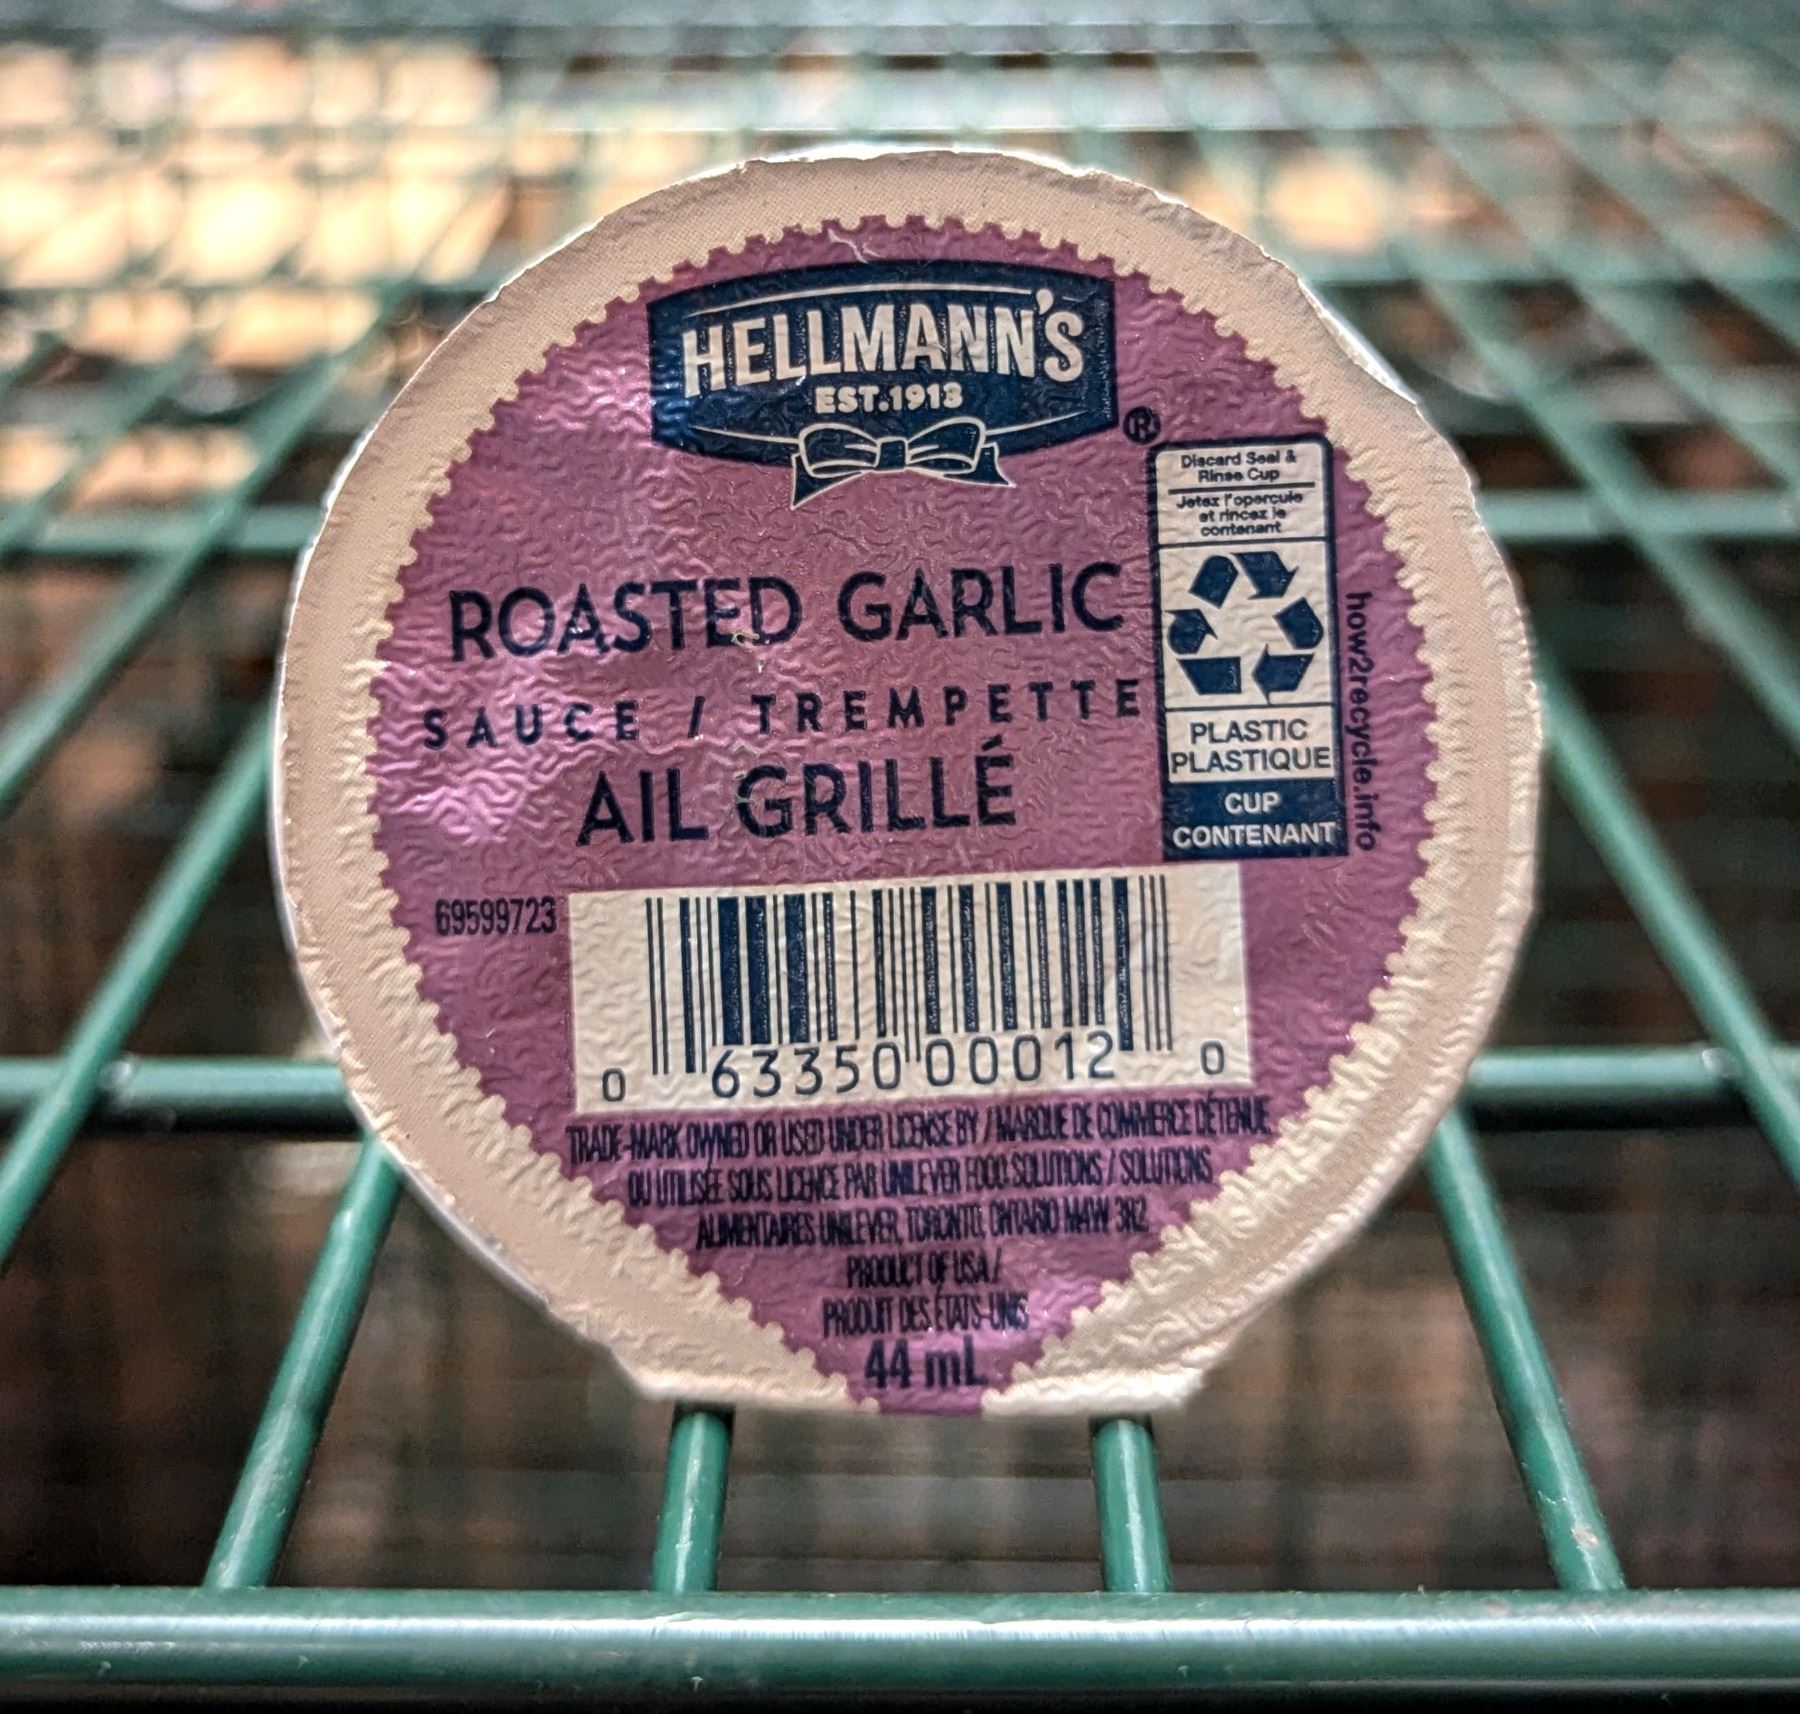 HELLMANN'S
EST.1913
®
Discard Seal &
Rinse Cup
Jetez l'opercule
et rincez le
contenant
PLASTIC
PLASTIQUE
CUP
CONTENANT
how2recycle.info
ROASTED GARLIC
SAUCE / TREMPETTE
AIL GRILLÉ
69599723
0 63350 00012 0
TRADE-MARK OWNED OR USED UNDER LICENSE BY / MARQUE DE COMMERCE DÉTENUE
OU UTILISÉE SOUS LICENCE PAR UNILEVER FOOD SOLUTIONS / SOLUTIONS
ALIMENTAIRES UNILEVER, TORONTO, ONTARIO M4W 3R2
PRODUCT OF USA /
PRODUIT DES ÉTATS-UNIS
44 mL